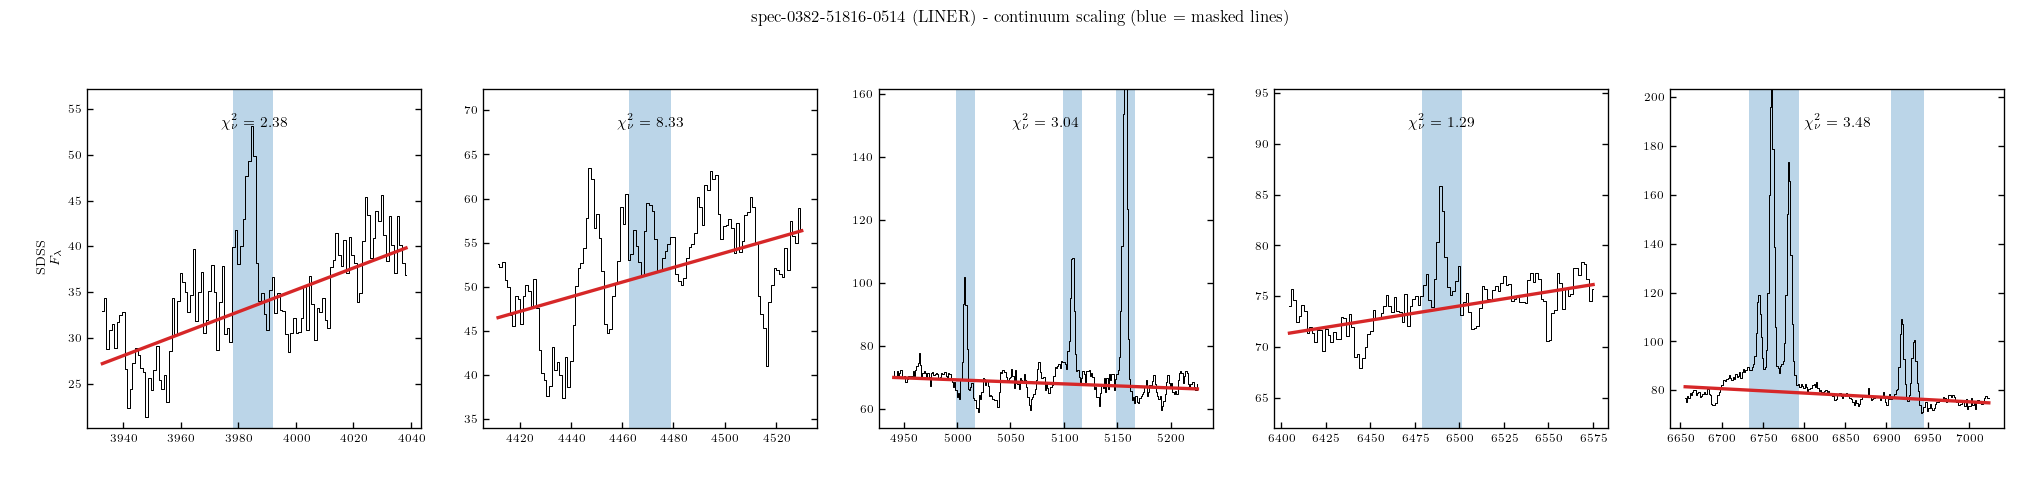 spec-0382-51816-0514 (LINER) - continuum scaling (blue = masked lines)
SDSS
F_λ
χ²_ν = 2.38
55
50
45
40
35
30
25
3940 3960 3980 4000 4020 4040
χ²_ν = 8.33
70
65
60
55
50
45
40
35
4420 4440 4460 4480 4500 4520
χ²_ν = 3.04
160
140
120
100
80
60
4950 5000 5050 5100 5150 5200
χ²_ν = 1.29
95
90
85
80
75
70
65
6400 6425 6450 6475 6500 6525 6550 6575
χ²_ν = 3.48
200
180
160
140
120
100
80
6650 6700 6750 6800 6850 6900 6950 7000